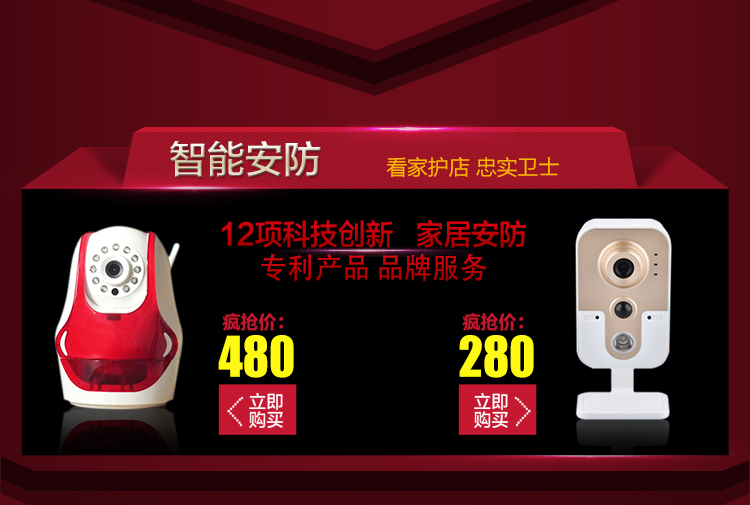 智能安防 看家护店 忠实卫士
12项科技创新 家居安防
专利产品 品牌服务
疯抢价：
480
立即
购买
疯抢价：
280
立即
购买